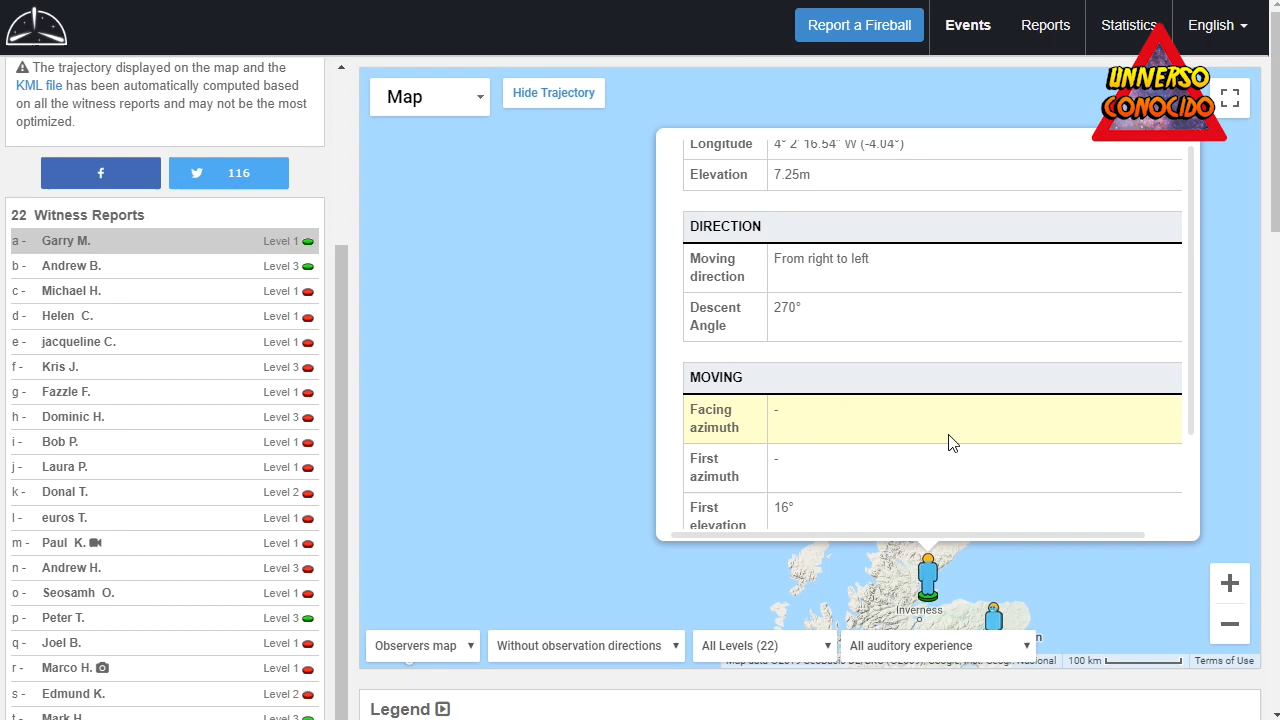 Report a Fireball
Events
Reports
Statistics
English
UNIVERSO
CONOCIDO
The trajectory displayed on the map and the
KML file has been automatically computed based
on all the witness reports and may not be the most
optimized.
116
22 Witness Reports
a - Garry M. Level 1
b - Andrew B. Level 3
c - Michael H. Level 1
d - Helen C. Level 1
e - jacqueline C. Level 1
f - Kris J. Level 3
g - Fazzle F. Level 1
h - Dominic H. Level 3
i - Bob P. Level 1
j - Laura P. Level 1
k - Donal T. Level 2
l - euros T. Level 1
m - Paul K. Level 1
n - Andrew H. Level 3
o - Seosamh O. Level 1
p - Peter T. Level 3
q - Joel B. Level 1
r - Marco H. Level 1
s - Edmund K. Level 2
t - Mark H. Level 3
Map
Hide Trajectory
Longitude 4° 2' 16.54'' W (-4.04°)
Elevation 7.25m
DIRECTION
Moving
direction
From right to left
Descent
Angle
270°
MOVING
Facing
azimuth
-
First
azimuth
-
First
elevation
16°
Inverness
Observers map
Without observation directions
All Levels (22)
All auditory experience
100 km
Terms of Use
Legend